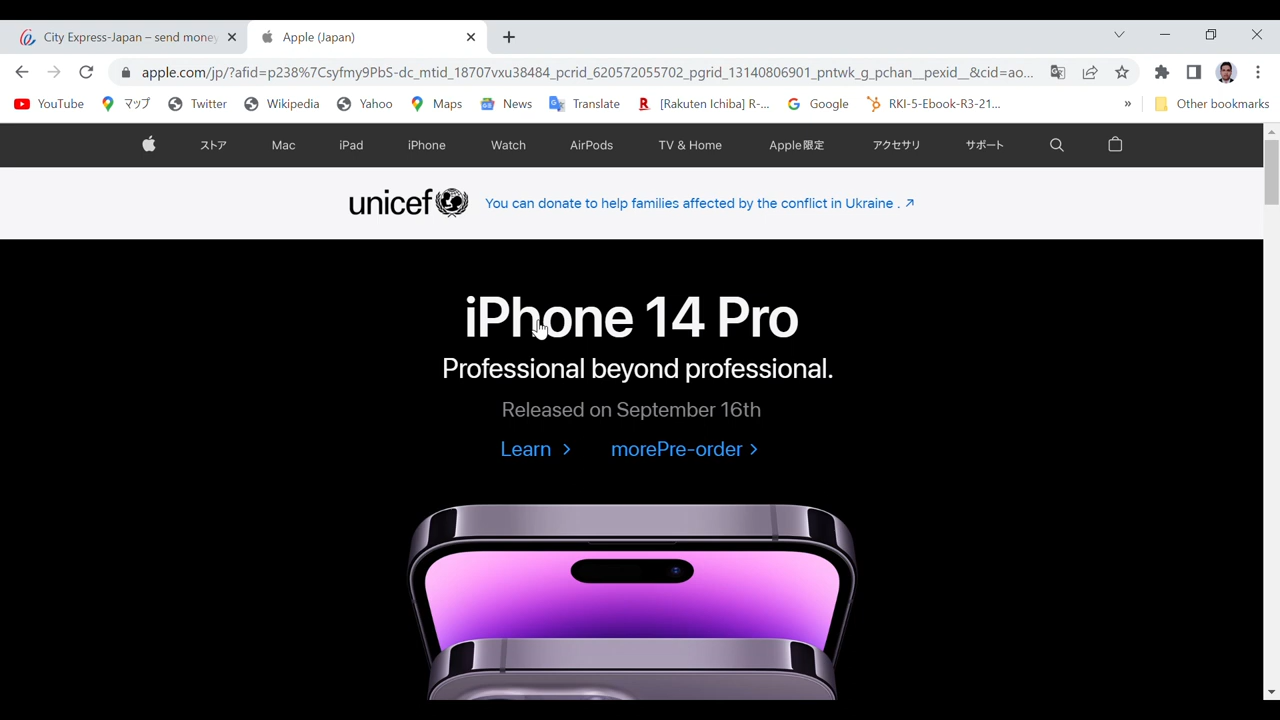 City Express-Japan – send money
Apple (Japan)
apple.com/jp/?afid=p238%7Csyfmy9PbS-dc_mtid_18707vxu38484_pcrid_620572055702_pgrid_13140806301_pntwk_g_pchan__pexid__&cid=ao...
YouTube
マップ
Twitter
Wikipedia
Yahoo
Maps
News
Translate
[Rakuten Ichiba] R-...
Google
RKI-5-Ebook-R3-21...
»
Other bookmarks
ストア
Mac
iPad
iPhone
Watch
AirPods
TV & Home
Apple限定
アクセサリ
サポート
unicef
You can donate to help families affected by the conflict in Ukraine .
iPhone 14 Pro
Professional beyond professional.
Released on September 16th
Learn >
morePre-order >